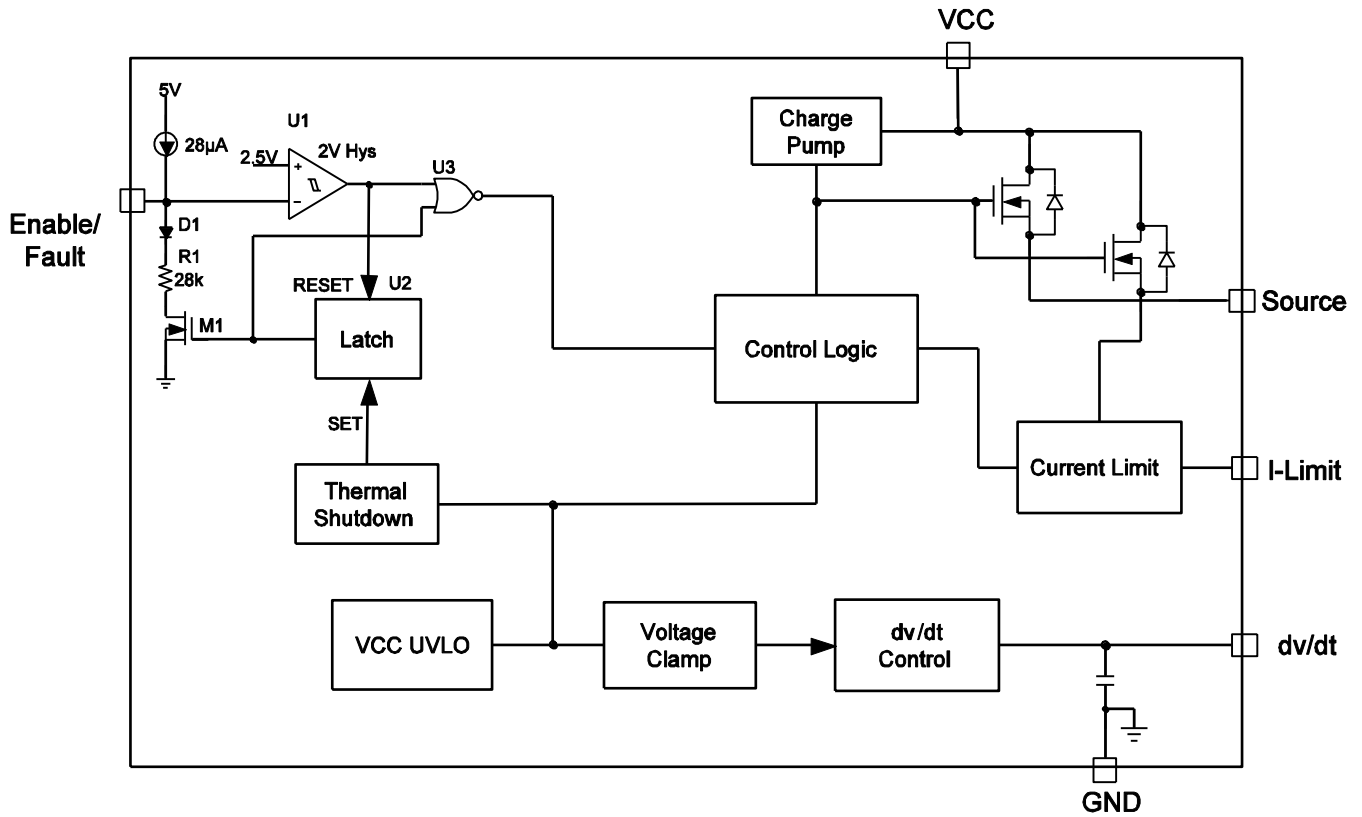 VCC
5V
28µA
U1
2.5V
2V Hys
+
-
U3
Charge
Pump
Enable/
Fault
D1
R1
28k
M1
RESET
U2
Latch
SET
Control Logic
Source
Thermal
Shutdown
Current Limit
I-Limit
VCC UVLO
Voltage
Clamp
dv/dt
Control
dv/dt
GND